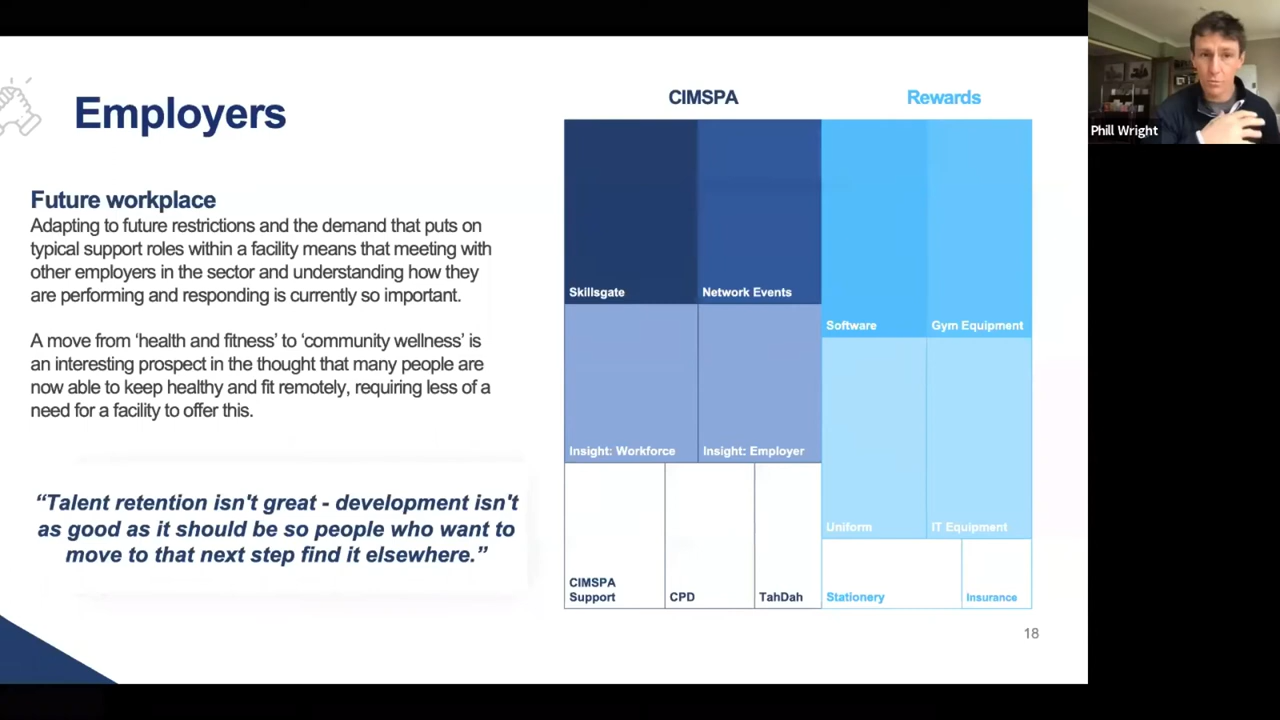 Employers
Future workplace
Adapting to future restrictions and the demand that puts on
typical support roles within a facility means that meeting with
other employers in the sector and understanding how they
are performing and responding is currently so important.
A move from ‘health and fitness’ to ‘community wellness’ is
an interesting prospect in the thought that many people are
now able to keep healthy and fit remotely, requiring less of a
need for a facility to offer this.
“Talent retention isn't great - development isn't
as good as it should be so people who want to
move to that next step find it elsewhere.”
CIMSPA
Rewards
Skillsgate
Network Events
Software
Gym Equipment
Insight: Workforce
Insight: Employer
Uniform
IT Equipment
CIMSPA
Support
CPD
TahDah
Stationery
Insurance
18
Phill Wright